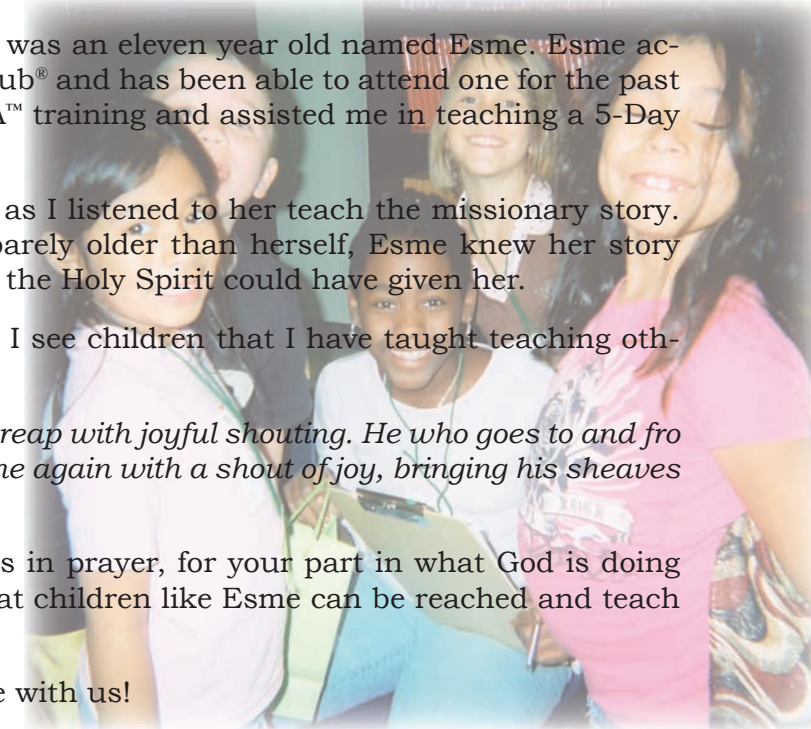 was an eleven year old named Esme. Esme ac-
ub® and has been able to attend one for the past
A™ training and assisted me in teaching a 5-Day
as I listened to her teach the missionary story.
barely older than herself, Esme knew her story
the Holy Spirit could have given her.
I see children that I have taught teaching oth-
reap with joyful shouting. He who goes to and fro
me again with a shout of joy, bringing his sheaves
s in prayer, for your part in what God is doing
at children like Esme can be reached and teach
e with us!